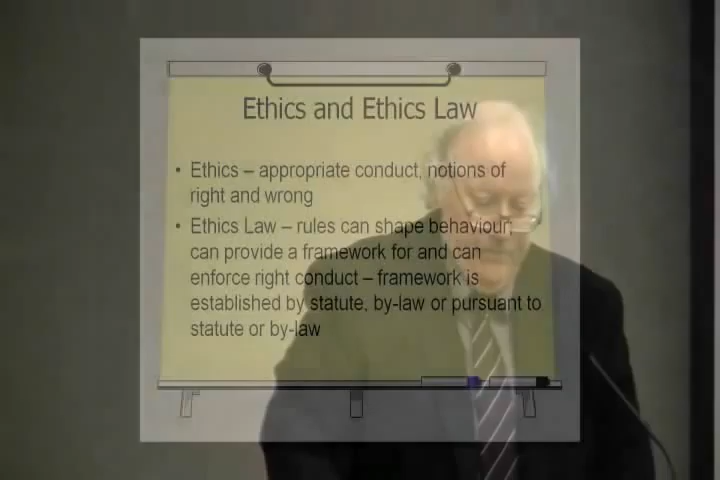 Ethics and Ethics Law
• Ethics – appropriate conduct, notions of
right and wrong
• Ethics Law – rules can shape behaviour;
can provide a framework for and can
enforce right conduct – framework is
established by statute, by-law or pursuant to
statute or by-law